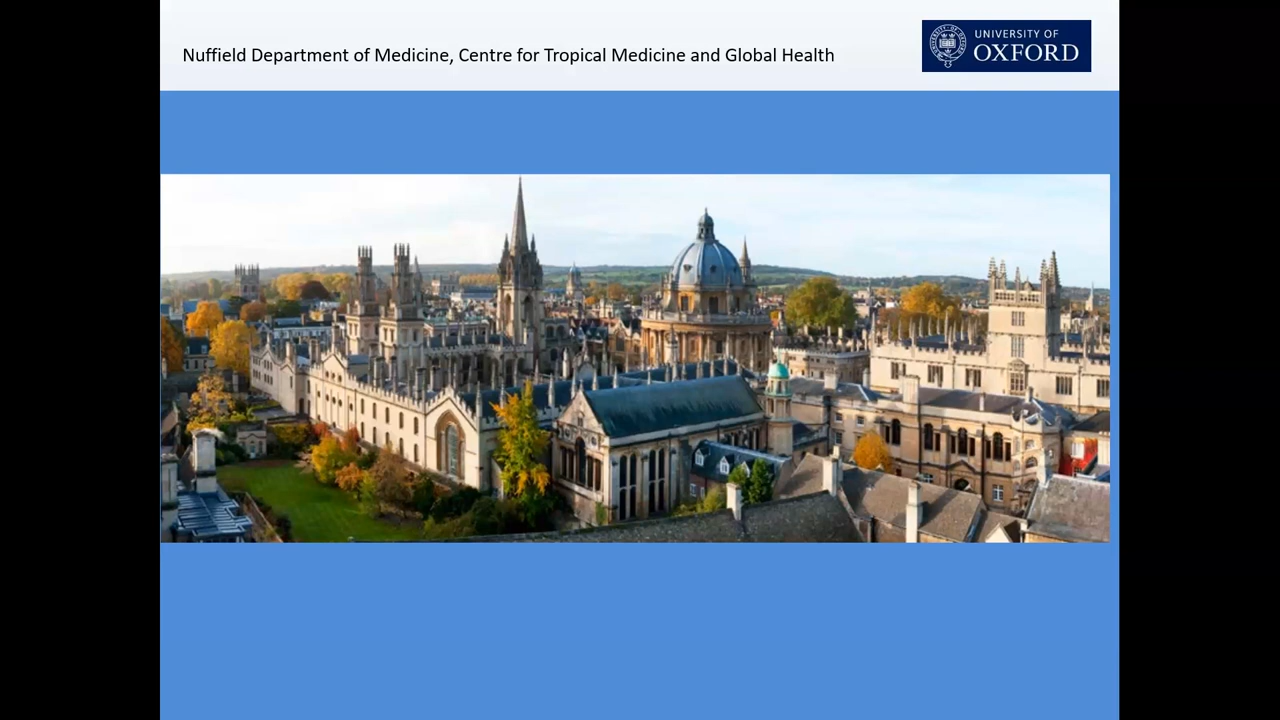 Nuffield Department of Medicine, Centre for Tropical Medicine and Global Health
UNIVERSITY OF
OXFORD